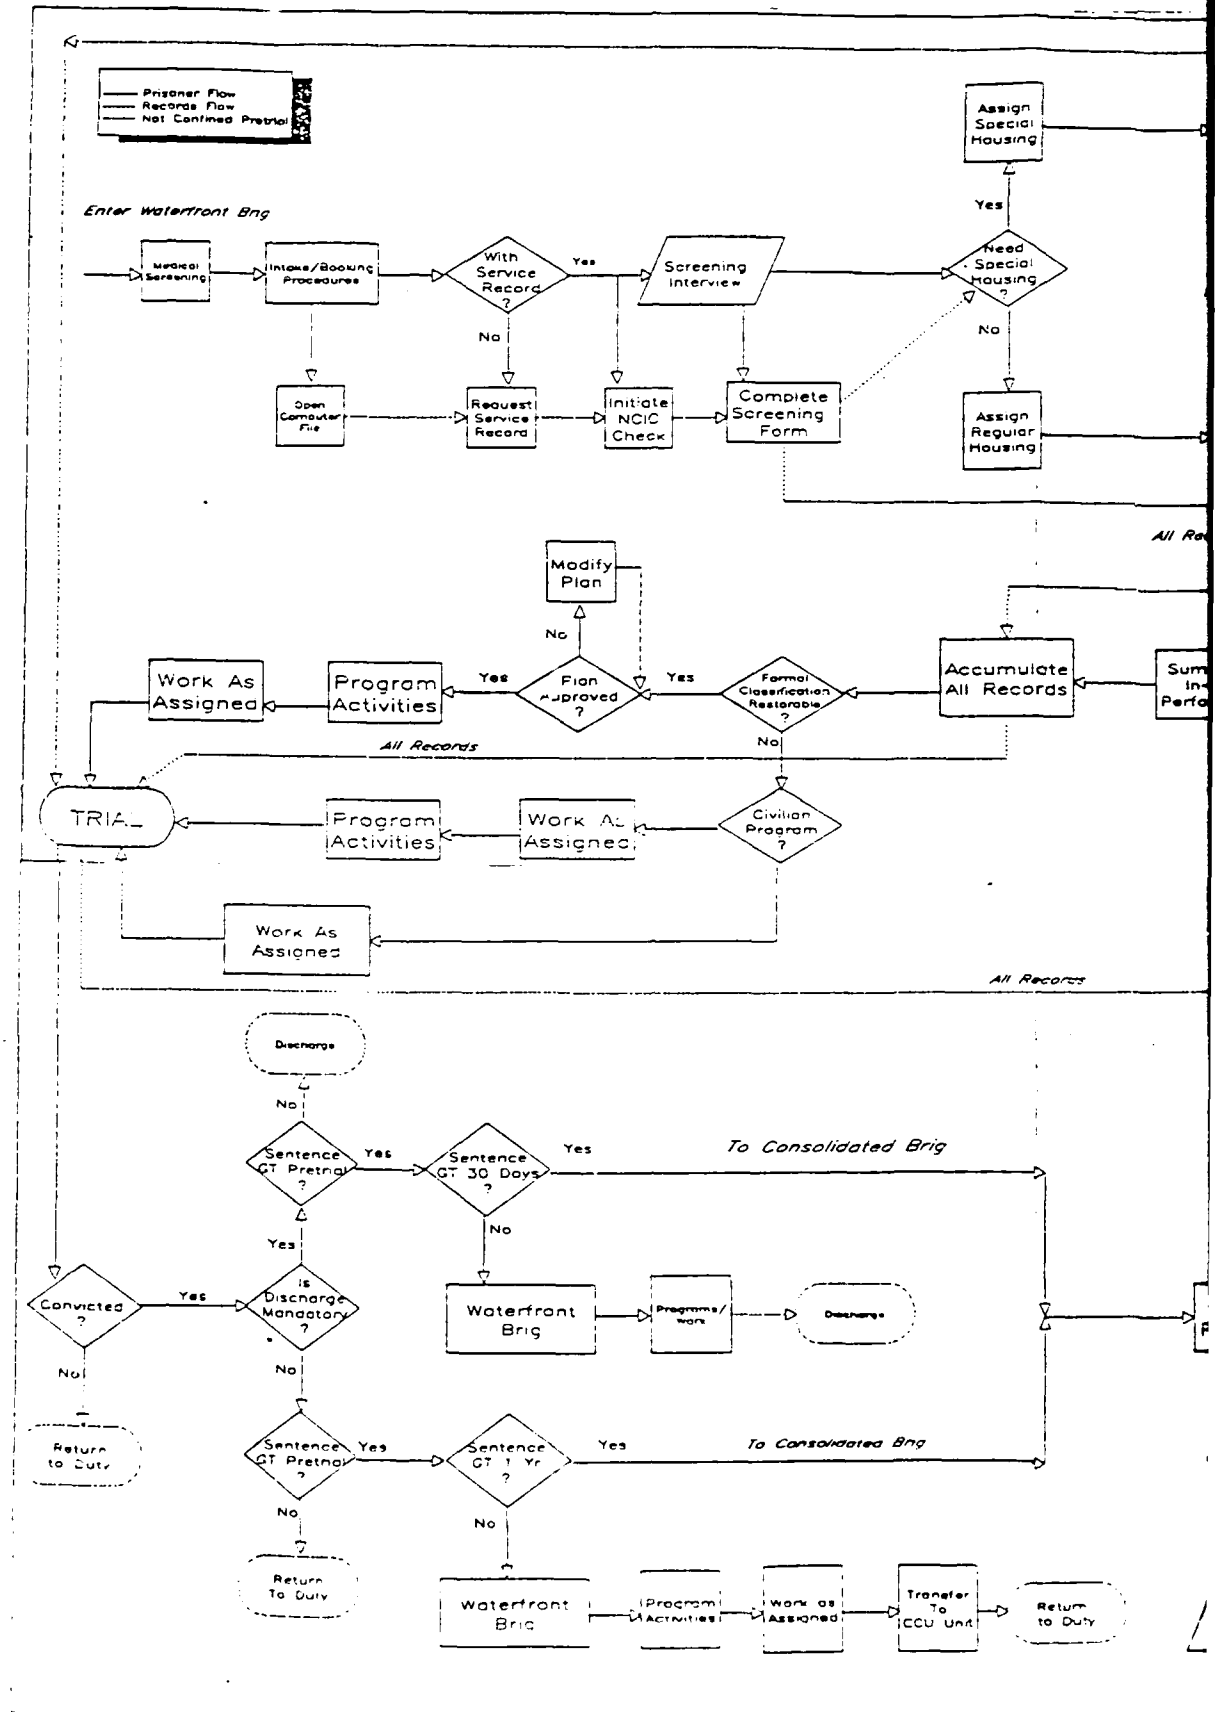 Prisoner Flow
Records Flow
Not Confined Pretrial
Assign
Special
Housing
Yes
Enter Waterfront Brig
Medical
Screening
Intake/Booking
Procedures
With
Service
Record
?
Yes
Screening
Interview
Need
Special
Housing
?
No
No
Open
Computer
File
Request
Service
Record
Initiate
NCIC
Check
Complete
Screening
Form
Assign
Regular
Housing
All
Modify
Plan
No
Work As
Assigned
Program
Activities
Yes
Plan
Approved
?
Yes
Formal
Classification
Restorable
?
Accumulate
All Records
Sum
In-
Perfo
All Records
No
TRIAL
Program
Activities
Work As
Assigned
Civilian
Program
?
Work As
Assigned
All Records
Discharge
No
Sentence
GT Pretrial
?
Yes
Sentence
GT 30 Days
?
Yes
To Consolidated Brig
No
Yes
Convicted
?
Yes
Is
Discharge
Mandatory
?
Waterfront
Brig
Programs/
Work
Discharge
No
No
Return
to Duty
Sentence
GT Pretrial
?
Yes
Sentence
GT 1 Yr
?
Yes
To Consolidated Brig
No
No
Return
To Duty
Waterfront
Brig
Program
Activities
Work as
Assigned
Transfer
To
CCU Unit
Return
to Duty